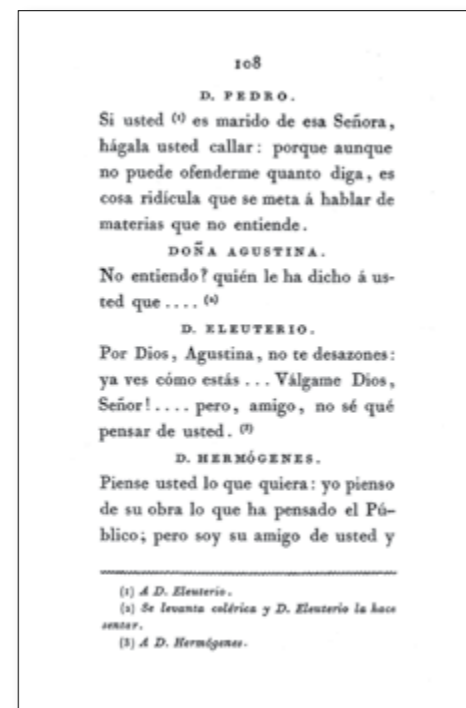 108
D. PEDRO.
Si usted (1) es marido de esa Señora,
hágala usted callar: porque aunque
no puede ofenderme quanto diga, es
cosa ridícula que se meta á hablar de
materias que no entiende.
DOÑA AGUSTINA.
No entiendo? quién le ha dicho á us-
ted que .... (2)
D. ELEUTERIO.
Por Dios, Agustina, no te desazones:
ya ves cómo estás ... Válgame Dios,
Señor!.... pero, amigo, no sé qué
pensar de usted. (3)
D. HERMÓGENES.
Piense usted lo que quiera: yo pienso
de su obra lo que ha pensado el Pú-
blico; pero soy su amigo de usted y
(1) A D. Eleuterio.
(2) Se levanta colérica y D. Eleuterio la hace
sentar.
(3) A D. Hermógenes.